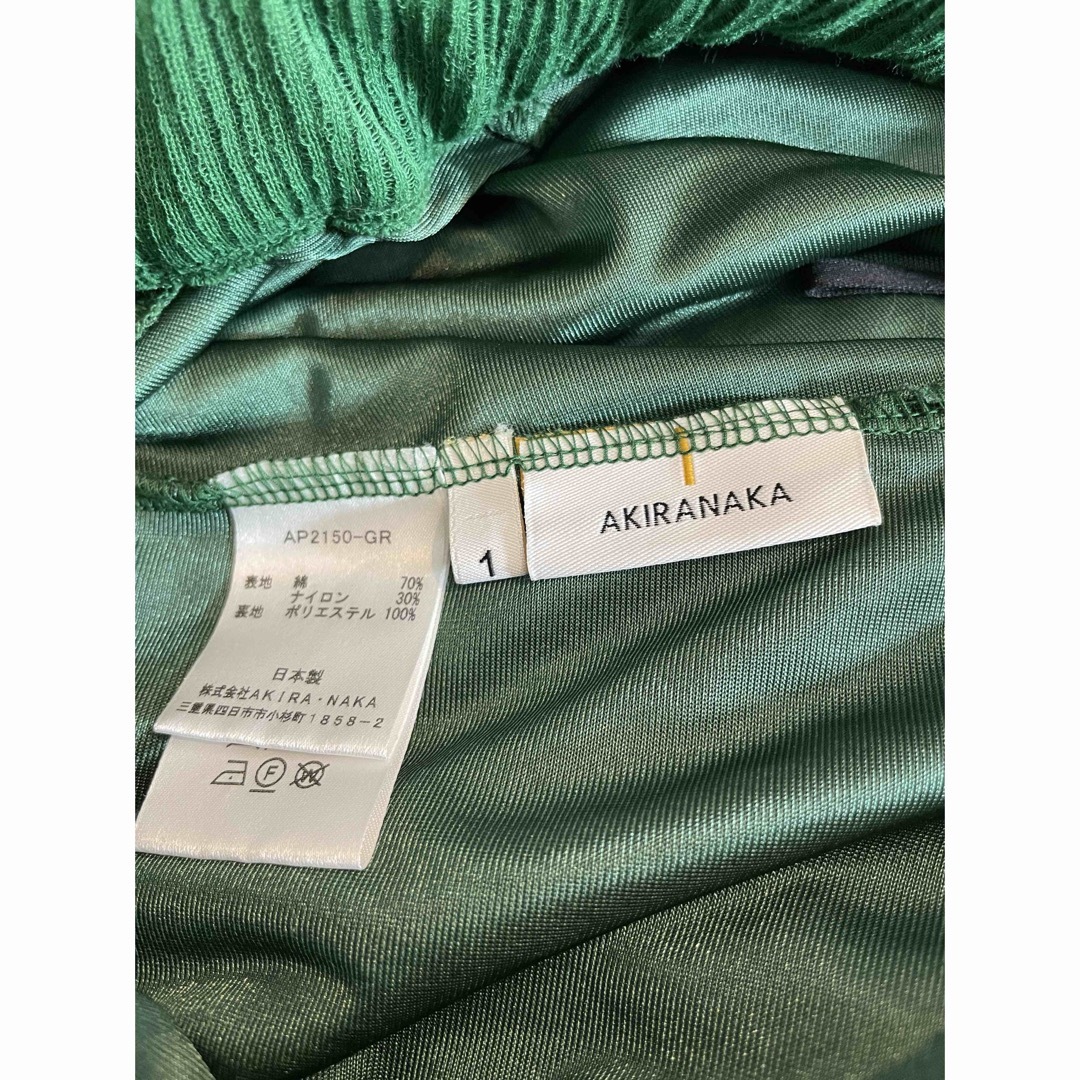 AP2150-GR
表地 綿 70%
ナイロン 30%
裏地 ポリエステル 100%
日本製
株式会社AKIRA・NAKA
三重県四日市市小杉町1858-2
F
W
1
AKIRANAKA